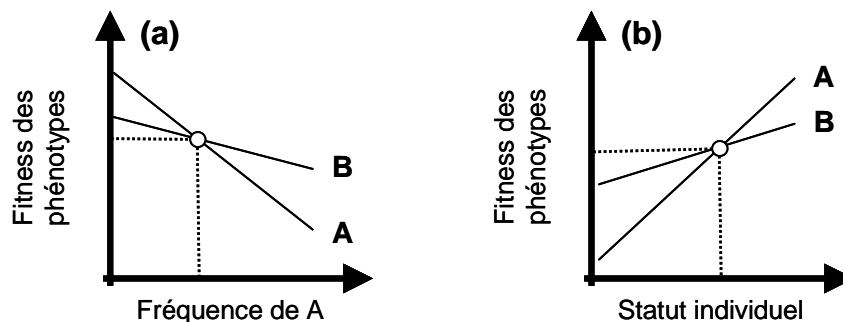 (a)
Fitness des
phénotypes
B
A
Fréquence de A
(b)
Fitness des
phénotypes
A
B
Statut individuel